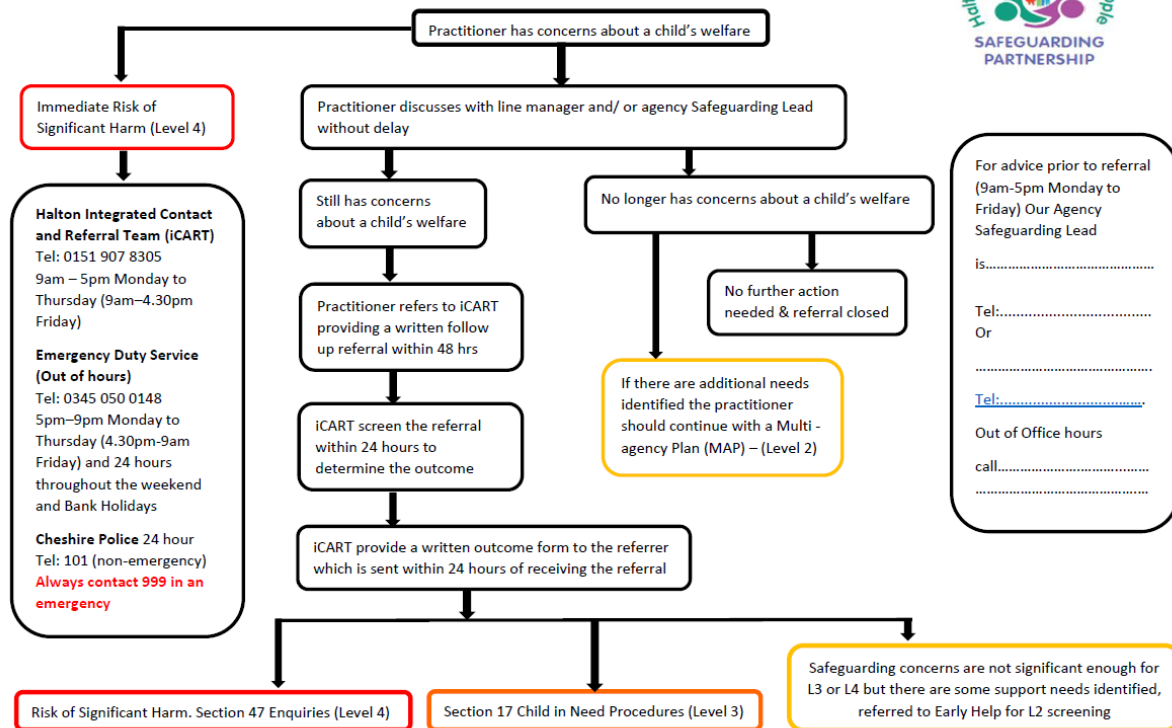 Halt
ople
SAFEGUARDING
PARTNERSHIP
Practitioner has concerns about a child’s welfare
Immediate Risk of
Significant Harm (Level 4)
Practitioner discusses with line manager and/ or agency Safeguarding Lead
without delay
Halton Integrated Contact
and Referral Team (iCART)
Tel: 0151 907 8305
9am – 5pm Monday to
Thursday (9am–4.30pm
Friday)
Emergency Duty Service
(Out of hours)
Tel: 0345 050 0148
5pm–9pm Monday to
Thursday (4.30pm-9am
Friday) and 24 hours
throughout the weekend
and Bank Holidays
Cheshire Police 24 hour
Tel: 101 (non-emergency)
Always contact 999 in an
emergency
Still has concerns
about a child’s welfare
No longer has concerns about a child’s welfare
Practitioner refers to iCART
providing a written follow
up referral within 48 hrs
No further action
needed & referral closed
If there are additional needs
identified the practitioner
should continue with a Multi -
agency Plan (MAP) – (Level 2)
iCART screen the referral
within 24 hours to
determine the outcome
iCART provide a written outcome form to the referrer
which is sent within 24 hours of receiving the referral
For advice prior to referral
(9am-5pm Monday to
Friday) Our Agency
Safeguarding Lead
is……………………………………
Tel:...................................
Or
……………………………………….
Tel:……………………………….
Out of Office hours
call…………………………………
…………………………………………
Risk of Significant Harm. Section 47 Enquiries (Level 4)
Section 17 Child in Need Procedures (Level 3)
Safeguarding concerns are not significant enough for
L3 or L4 but there are some support needs identified,
referred to Early Help for L2 screening